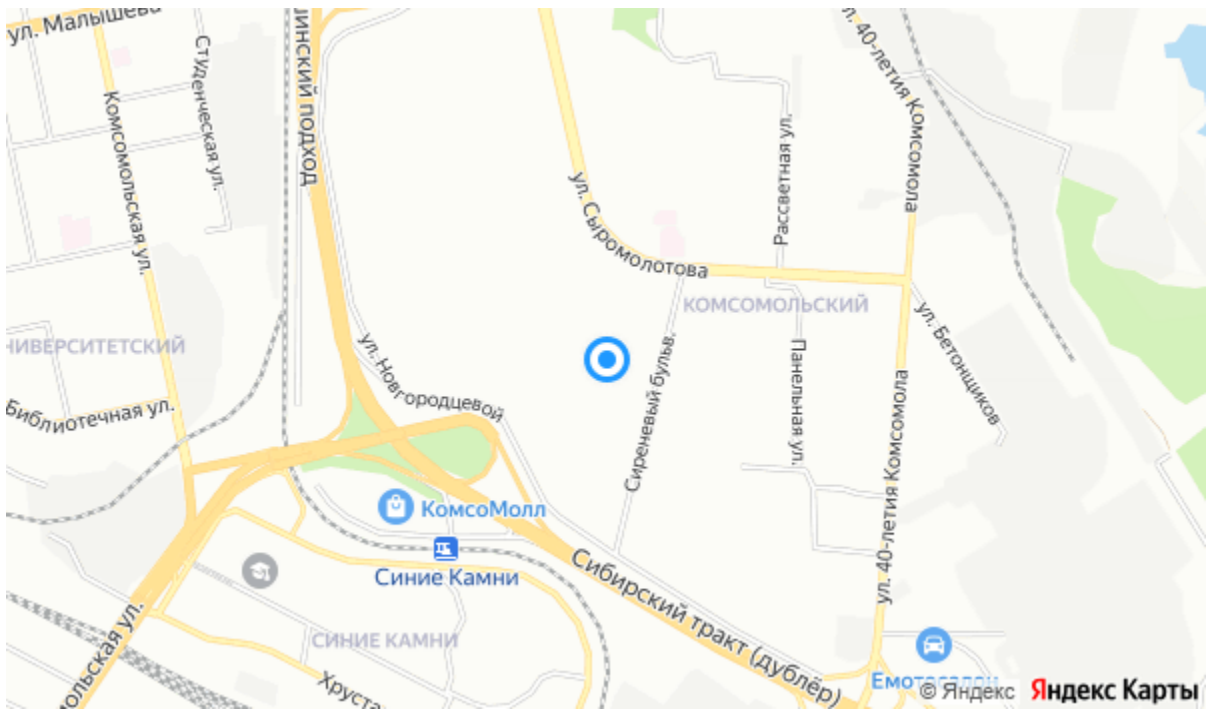 ул. Малышева
Студенческая ул.
Комсомольская ул.
шинский подход
ул. 40-летия Комсомола
Рассветная ул.
ул. Сыромолотова
КОМСОМОЛЬСКИЙ
НИВЕРСИТЕТСКИЙ
ул. Новгородцевой
Сиреневый бульв.
Панельная ул.
ул. Бетонщиков
Библиотечная ул.
ул. 40-летия Комсомола
КомсоМолл
Синие Камни
Сибирский тракт (дублёр)
СИНИЕ КАМНИ
мольская ул.
Хруста
Емотосалон
© Яндекс Яндекс Карты